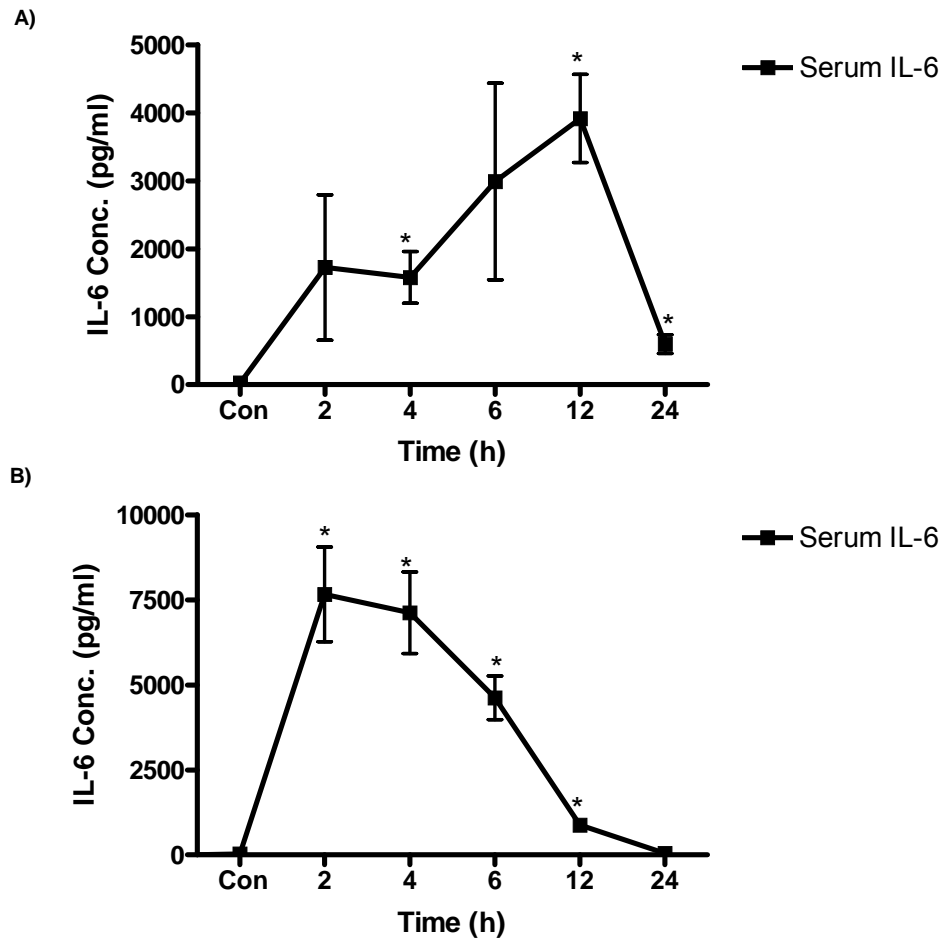 A)
5000
4000
3000
2000
1000
0
IL-6 Conc. (pg/ml)
*
*
*
Con 2 4 6 12 24
Time (h)
Serum IL-6
B)
10000
7500
5000
2500
0
IL-6 Conc. (pg/ml)
*
*
*
*
Con 2 4 6 12 24
Time (h)
Serum IL-6